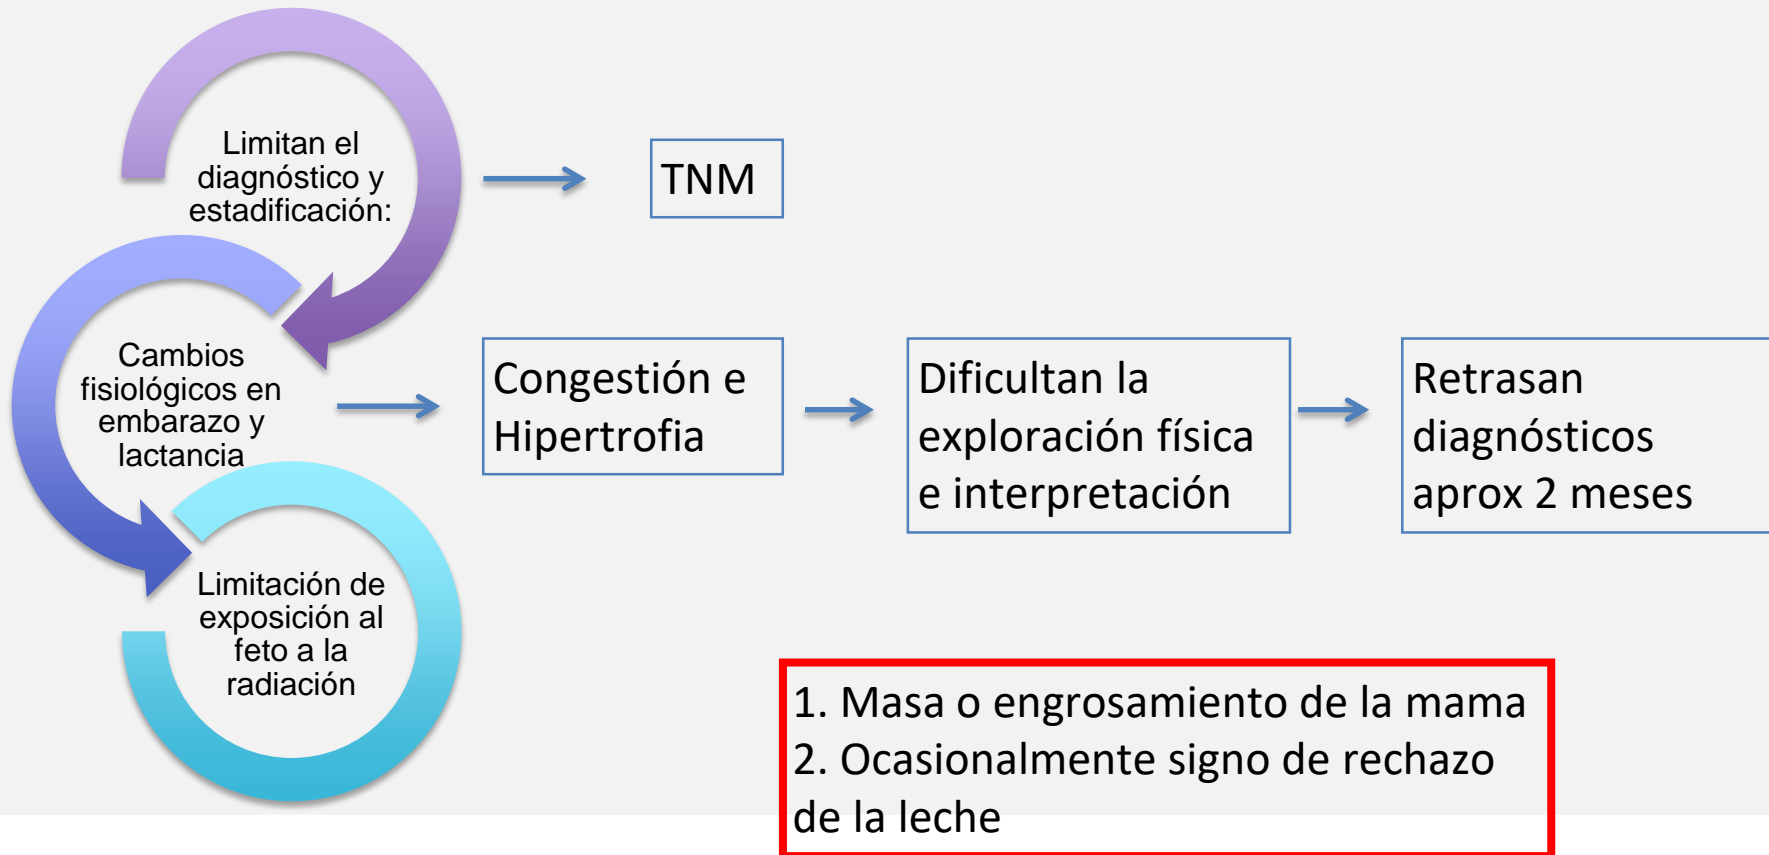 Limitan el
diagnóstico y
estadificación:
TNM
Cambios
fisiológicos en
embarazo y
lactancia
Congestión e
Hipertrofia
Dificultan la
exploración física
e interpretación
Retrasan
diagnósticos
aprox 2 meses
Limitación de
exposición al
feto a la
radiación
1. Masa o engrosamiento de la mama
2. Ocasionalmente signo de rechazo
de la leche